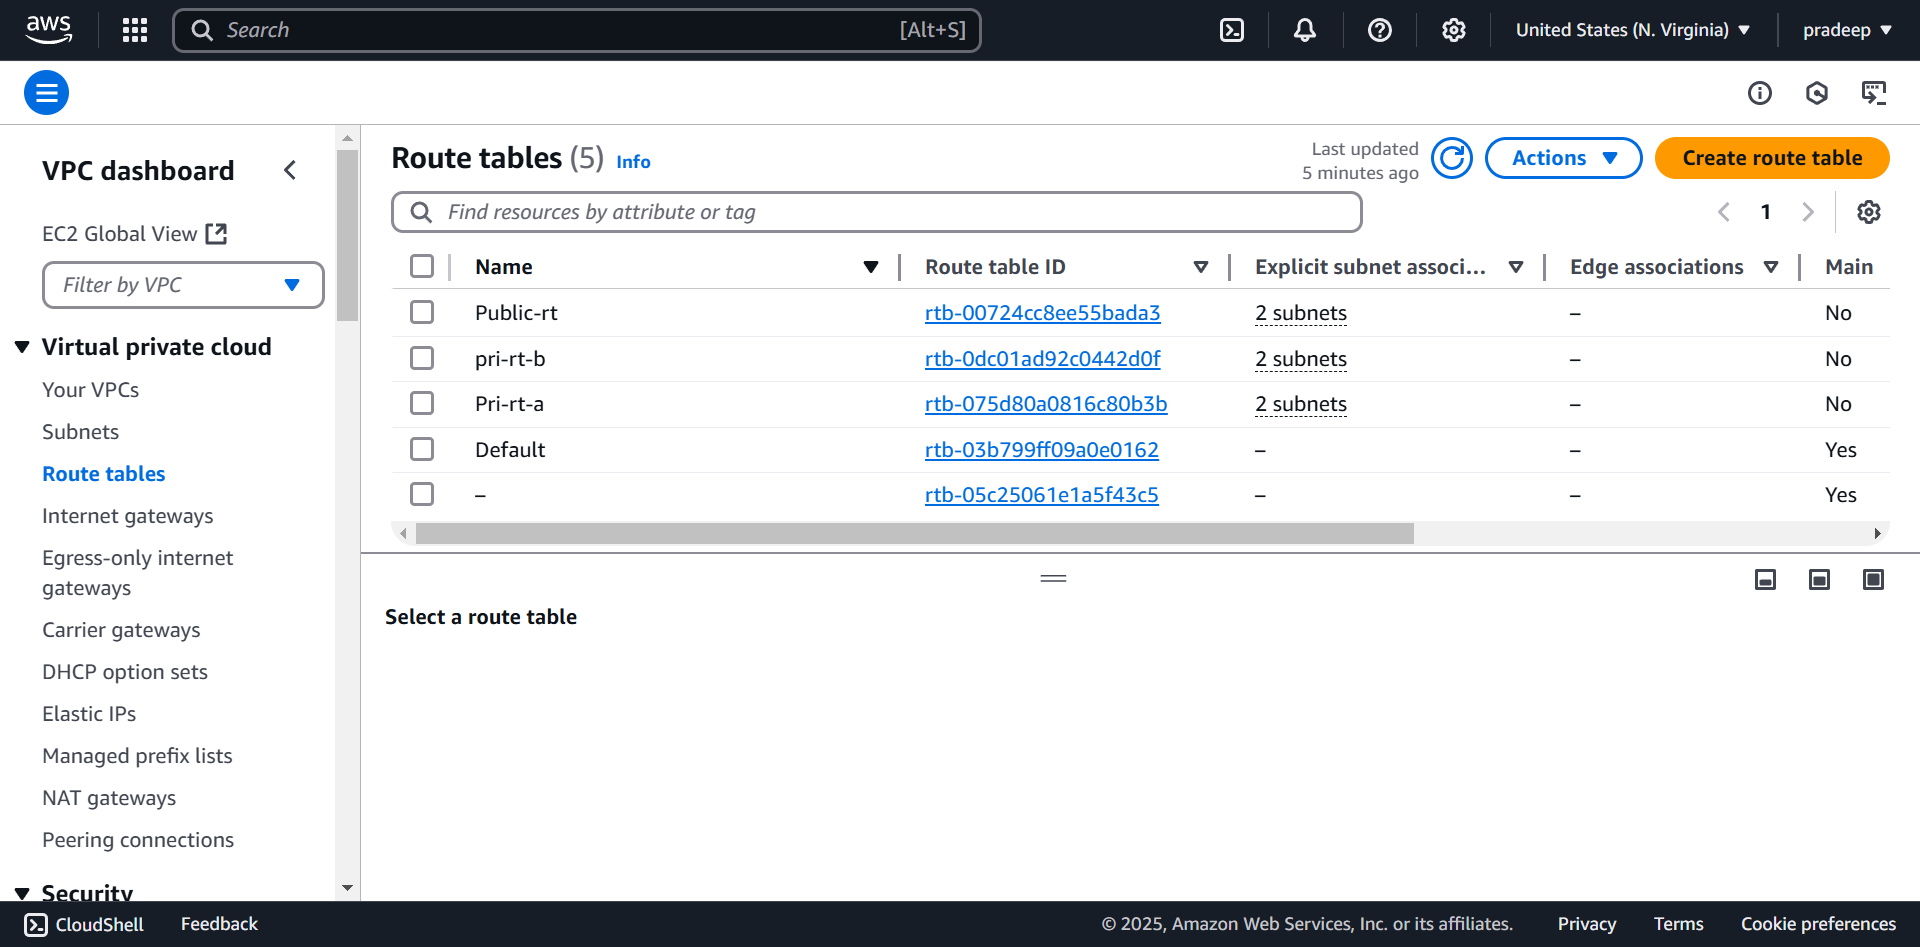 aws
Search [Alt+S]
United States (N. Virginia)
pradeep
VPC dashboard
EC2 Global View
Filter by VPC
Virtual private cloud
Your VPCs
Subnets
Route tables
Internet gateways
Egress-only internet
gateways
Carrier gateways
DHCP option sets
Elastic IPs
Managed prefix lists
NAT gateways
Peering connections
Security
Route tables (5) Info
Last updated
5 minutes ago
Actions
Create route table
Find resources by attribute or tag
1
Name Route table ID Explicit subnet associ... Edge associations Main
Public-rt rtb-00724cc8ee55bada3 2 subnets – No
pri-rt-b rtb-0dc01ad92c0442d0f 2 subnets – No
Pri-rt-a rtb-075d80a0816c80b3b 2 subnets – No
Default rtb-03b799ff09a0e0162 – – Yes
– rtb-05c25061e1a5f43c5 – – Yes
Select a route table
CloudShell Feedback © 2025, Amazon Web Services, Inc. or its affiliates. Privacy Terms Cookie preferences